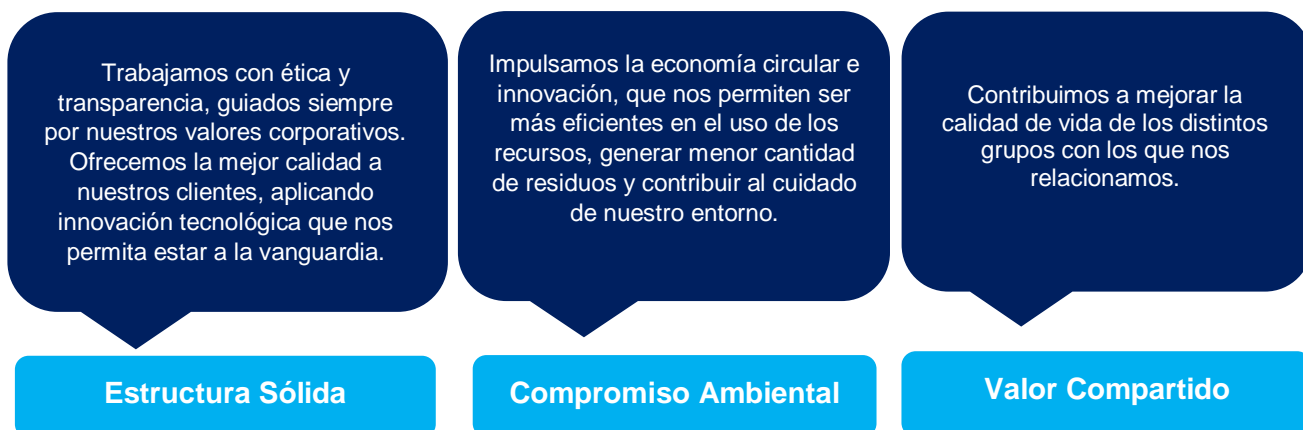 Trabajamos con ética y
transparencia, guiados siempre
por nuestros valores corporativos.
Ofrecemos la mejor calidad a
nuestros clientes, aplicando
innovación tecnológica que nos
permita estar a la vanguardia.
Estructura Sólida
Impulsamos la economía circular e
innovación, que nos permiten ser
más eficientes en el uso de los
recursos, generar menor cantidad
de residuos y contribuir al cuidado
de nuestro entorno.
Compromiso Ambiental
Contribuimos a mejorar la
calidad de vida de los distintos
grupos con los que nos
relacionamos.
Valor Compartido